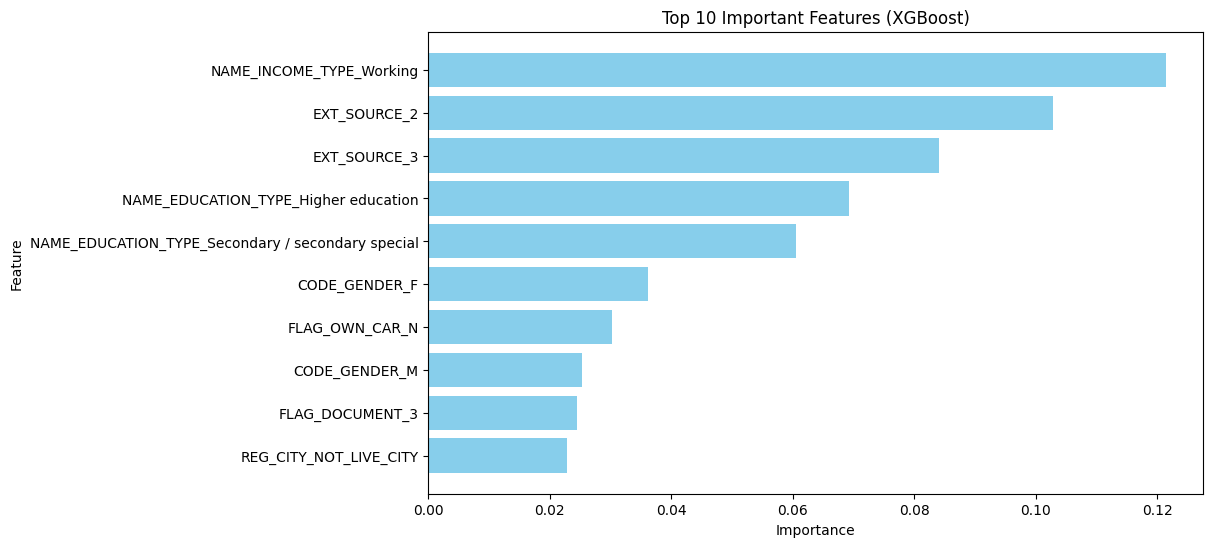 Top 10 Important Features (XGBoost)
NAME_INCOME_TYPE_Working
EXT_SOURCE_2
EXT_SOURCE_3
NAME_EDUCATION_TYPE_Higher education
NAME_EDUCATION_TYPE_Secondary / secondary special
CODE_GENDER_F
FLAG_OWN_CAR_N
CODE_GENDER_M
FLAG_DOCUMENT_3
REG_CITY_NOT_LIVE_CITY
Feature
0.00 0.02 0.04 0.06 0.08 0.10 0.12
Importance